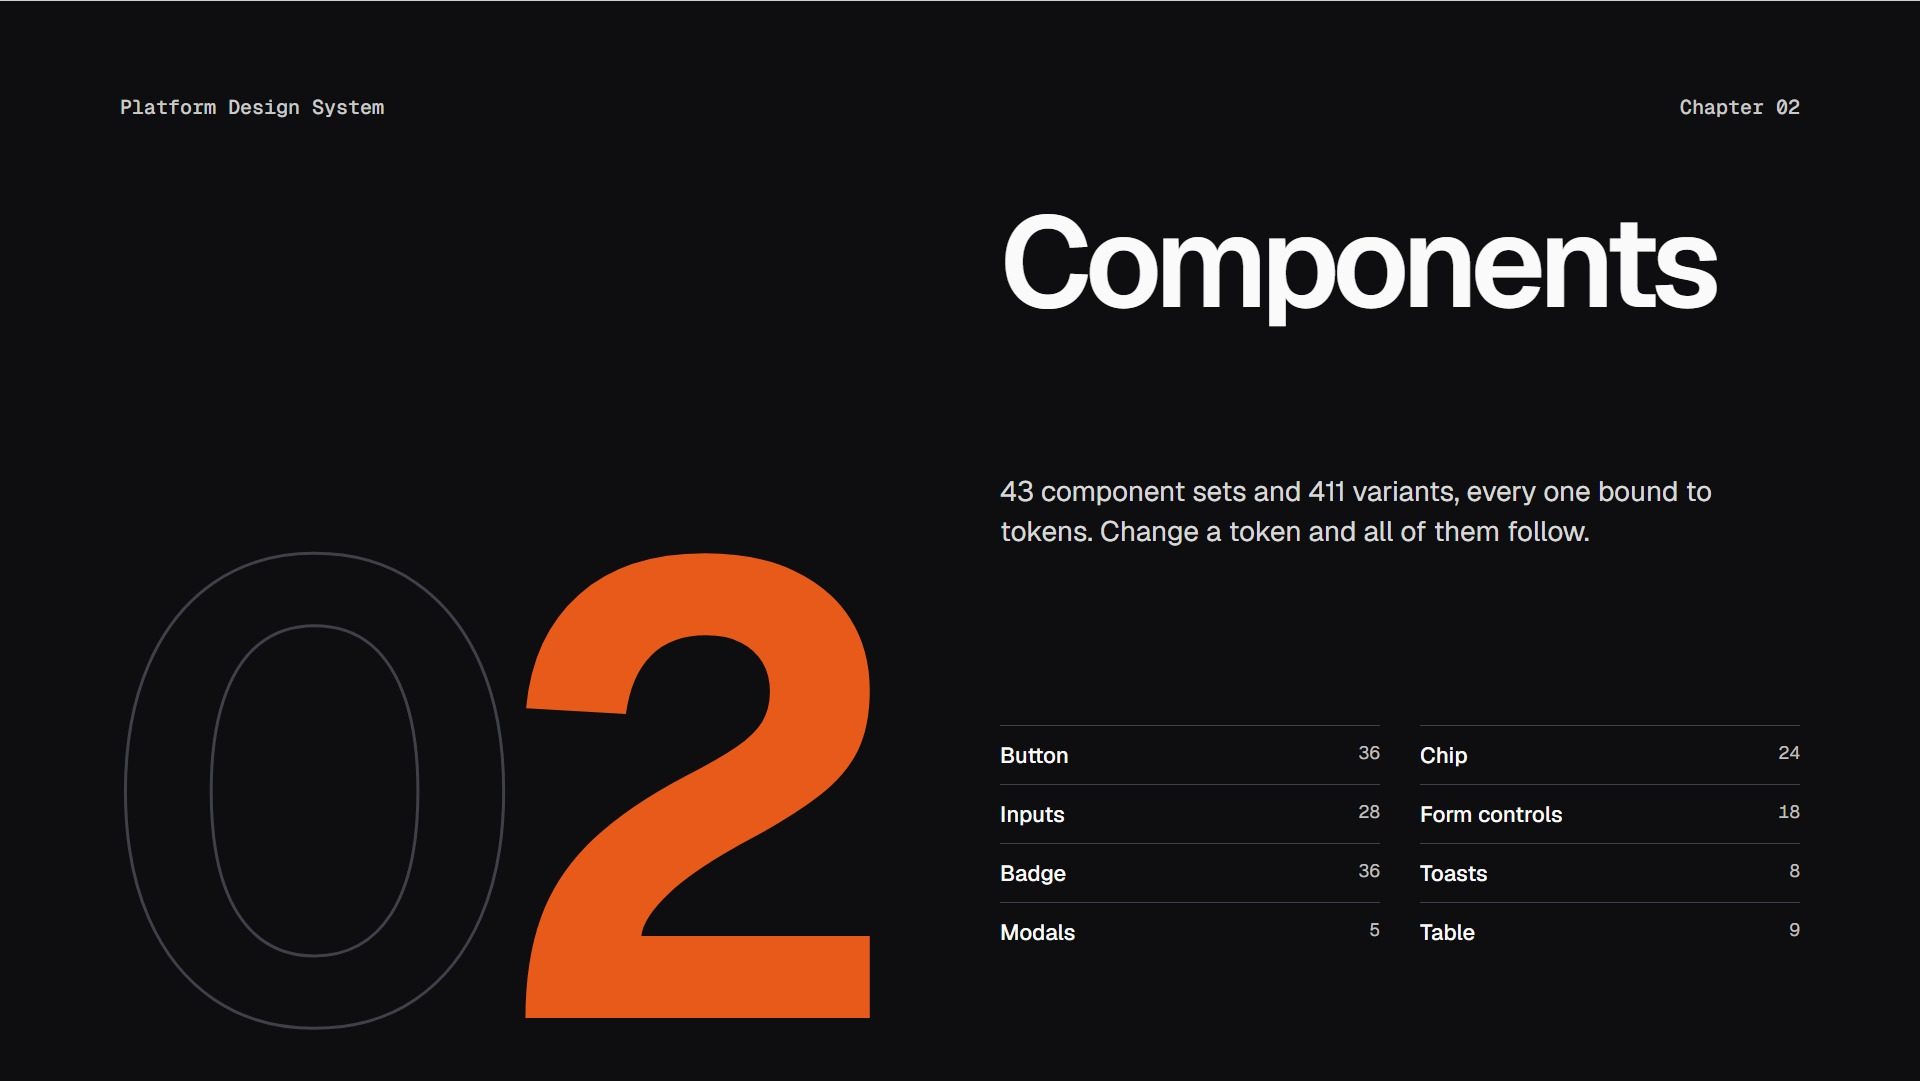 Platform Design System
Chapter 02
Components
43 component sets and 411 variants, every one bound to
tokens. Change a token and all of them follow.
02
Button 36
Inputs 28
Badge 36
Modals 5
Chip 24
Form controls 18
Toasts 8
Table 9